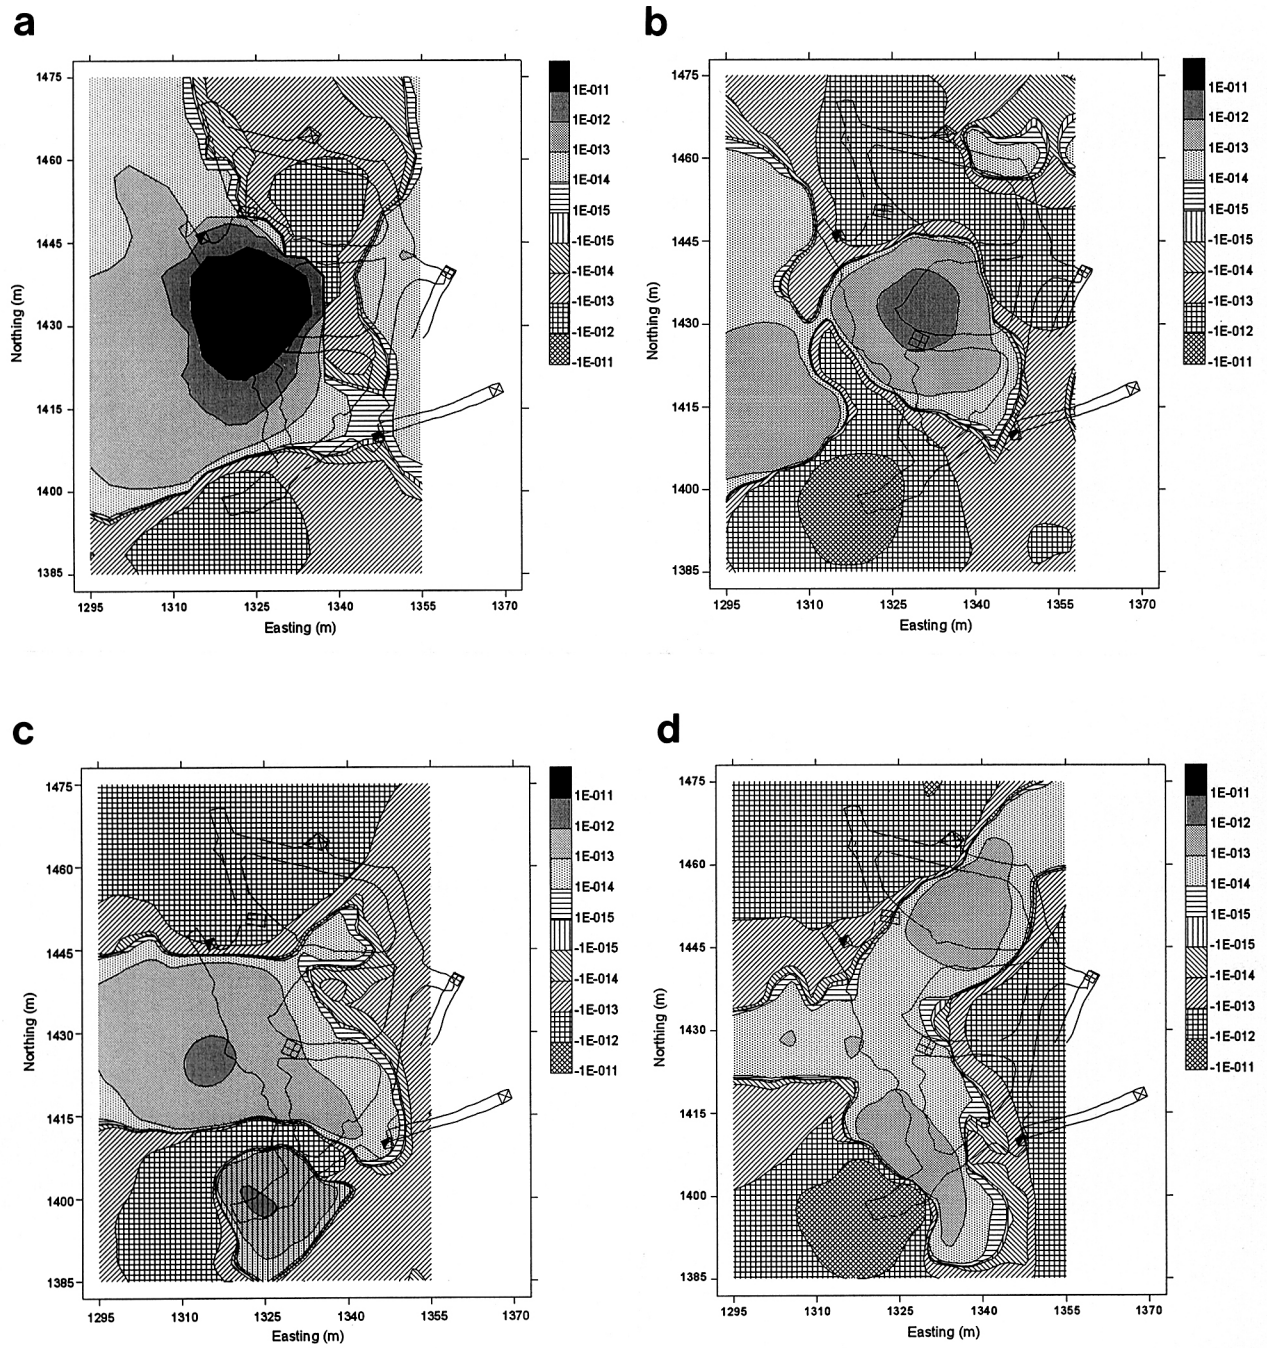 a
1475
1460
1445
1430
1415
1400
1385
Northing (m)
1295
1310
1325
1340
1355
1370
Easting (m)
1E-011
1E-012
1E-013
1E-014
1E-015
-1E-015
-1E-014
-1E-013
-1E-012
-1E-011
b
1475
1460
1445
1430
1415
1400
1385
Northing (m)
1295
1310
1325
1340
1355
1370
Easting (m)
1E-011
1E-012
1E-013
1E-014
1E-015
-1E-015
-1E-014
-1E-013
-1E-012
-1E-011
c
1475
1460
1445
1430
1415
1400
1385
Northing (m)
1295
1310
1325
1340
1355
1370
Easting (m)
1E-011
1E-012
1E-013
1E-014
1E-015
-1E-015
-1E-014
-1E-013
-1E-012
-1E-011
d
1475
1460
1445
1430
1415
1400
1385
Northing (m)
1295
1310
1325
1340
1355
1370
Easting (m)
1E-011
1E-012
1E-013
1E-014
1E-015
-1E-015
-1E-014
-1E-013
-1E-012
-1E-011